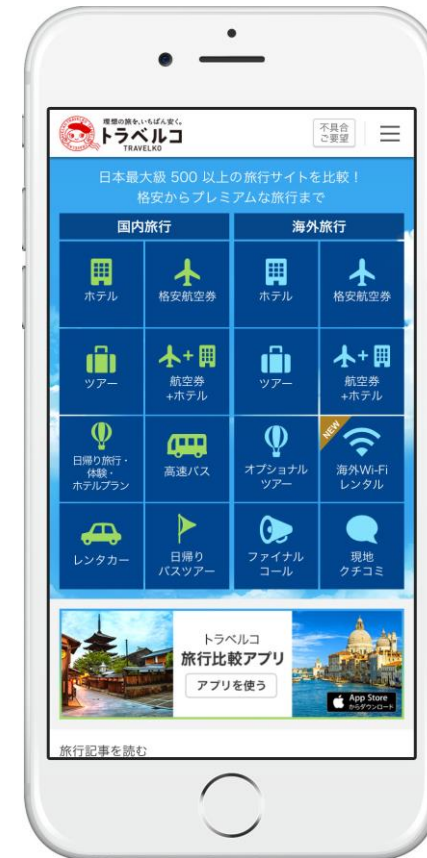 理想の旅を、いちばん安く。
トラベルコ
TRAVELKO
不具合
ご要望
日本最大級 500 以上の旅行サイトを比較！
格安からプレミアムな旅行まで
国内旅行
海外旅行
ホテル
格安航空券
ホテル
格安航空券
ツアー
航空券
+ホテル
ツアー
航空券
+ホテル
日帰り旅行・
体験・
ホテルプラン
高速バス
オプショナル
ツアー
NEW
海外Wi-Fi
レンタル
レンタカー
日帰り
バスツアー
ファイナル
コール
現地
クチコミ
トラベルコ
旅行比較アプリ
アプリを使う
App Store
からダウンロード
旅行記事を読む